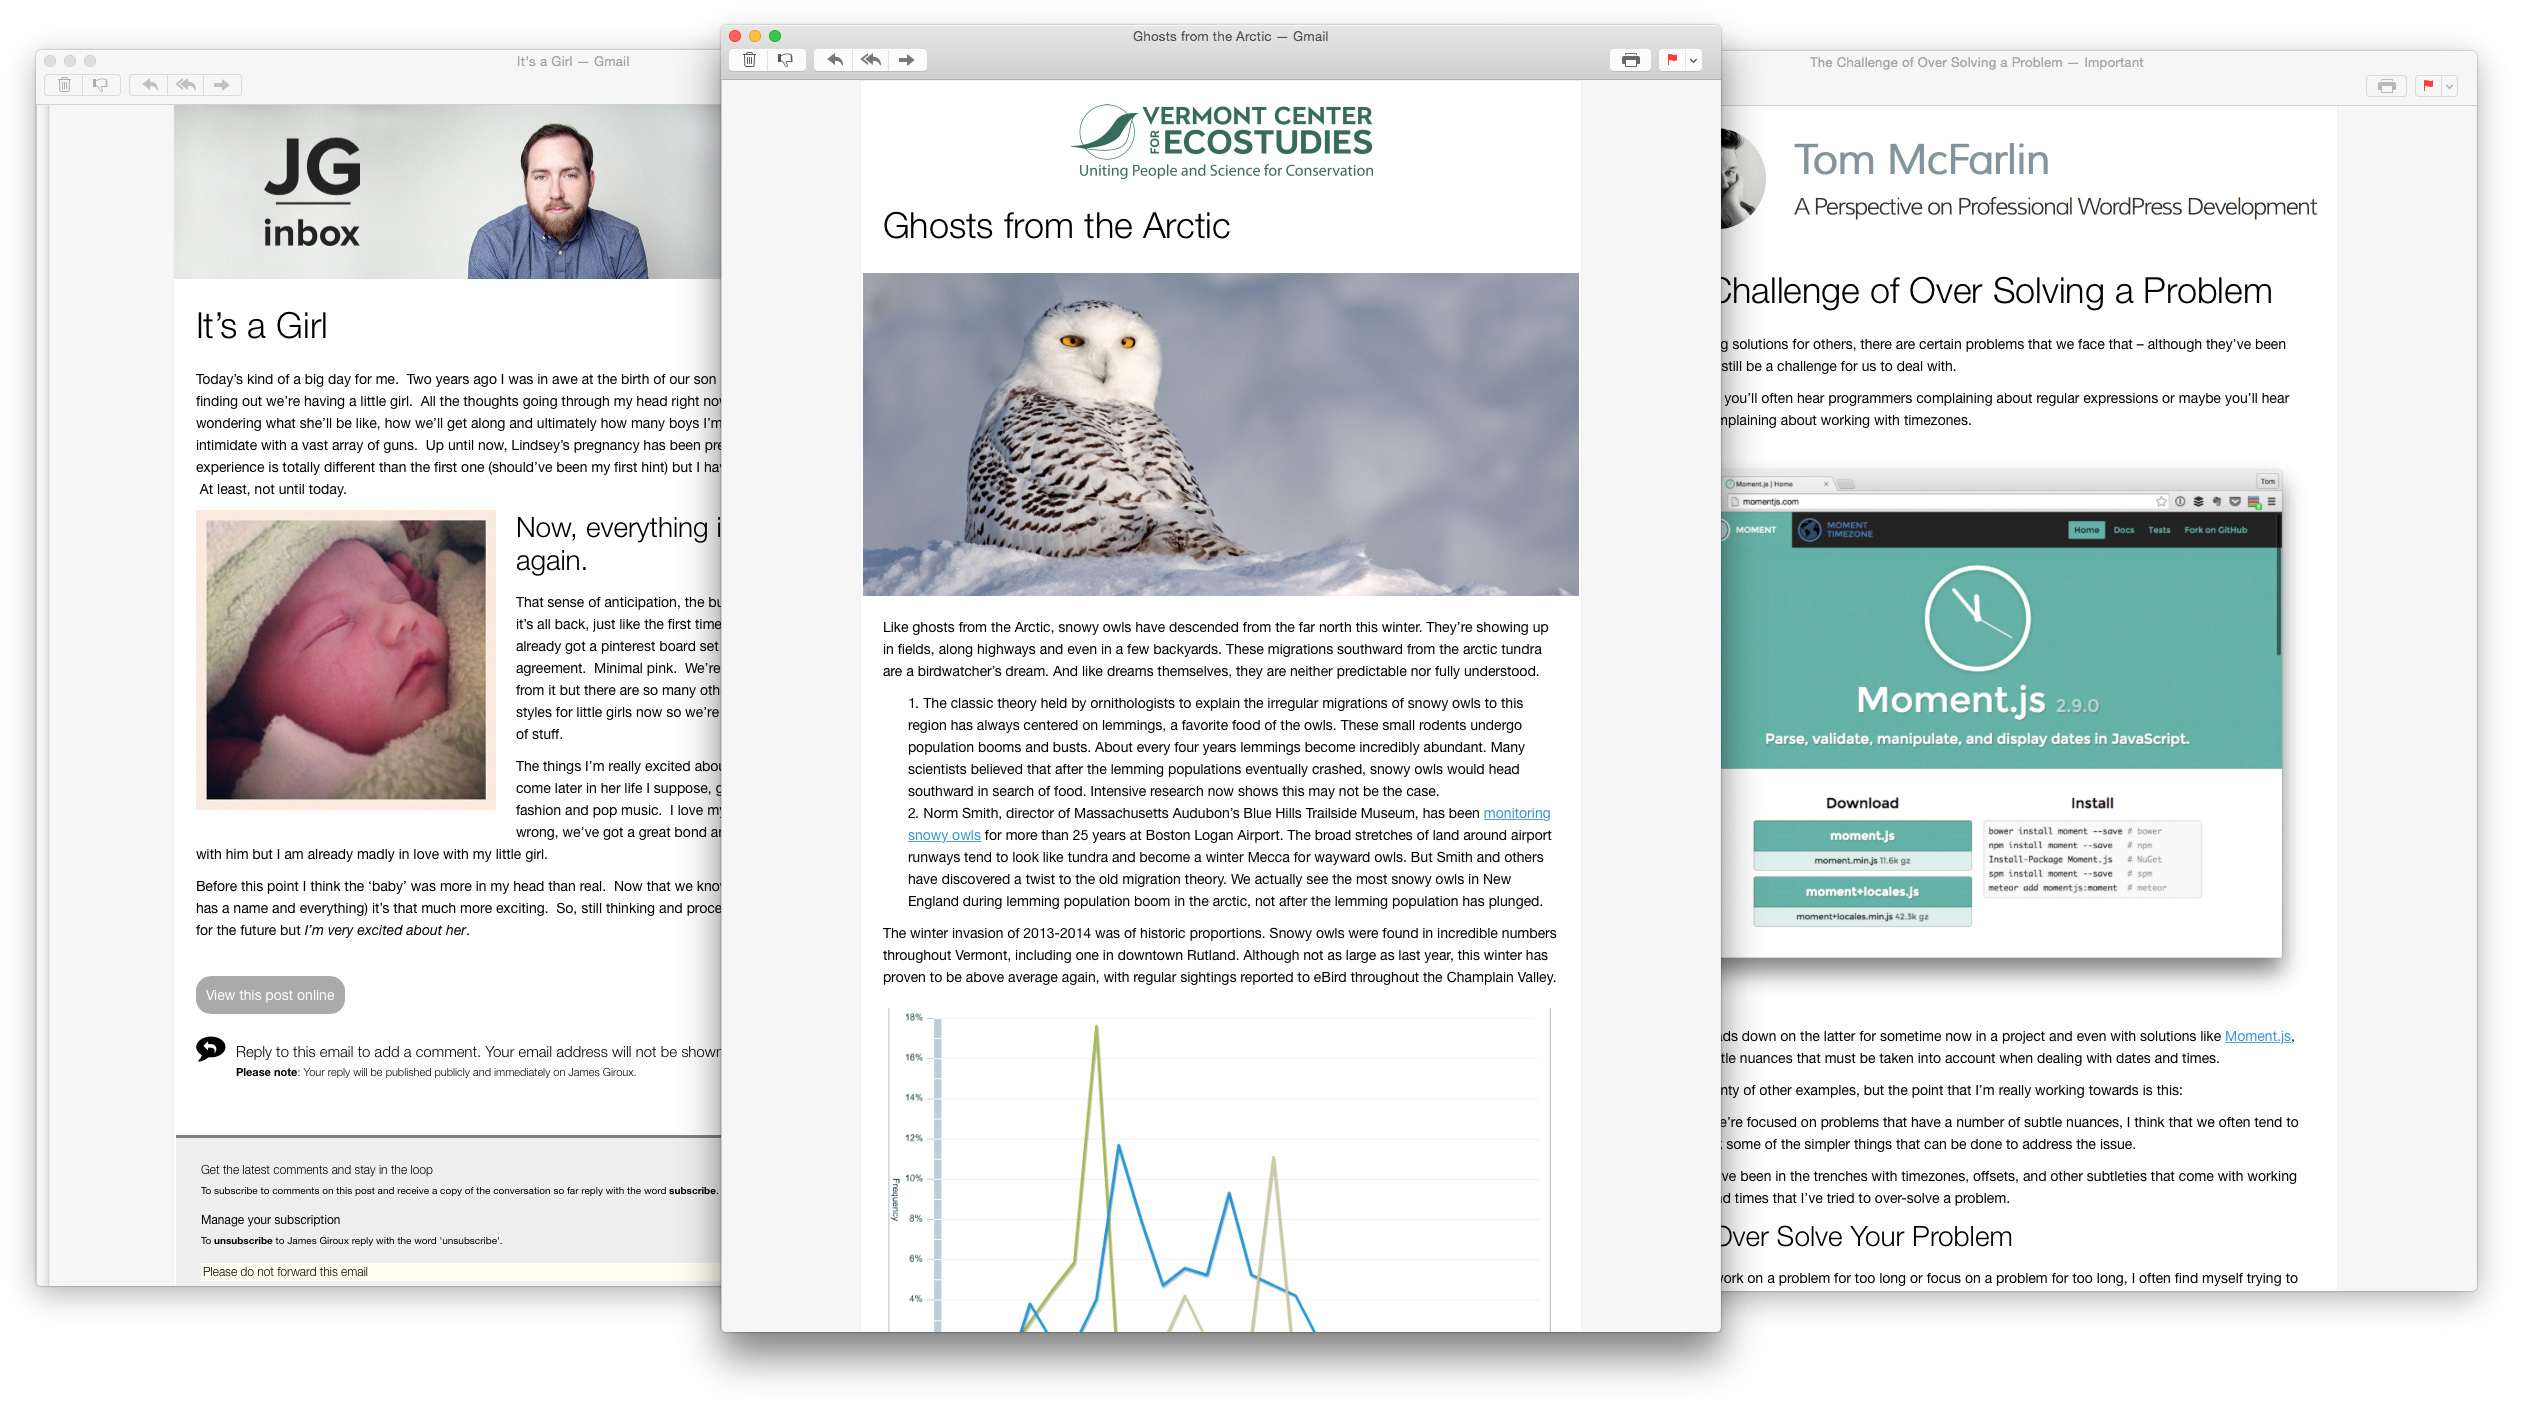 It's a Girl — Gmail
JG
inbox
It's a Girl
Today's kind of a big day for me. Two years ago I was in awe at the birth of our son
finding out we're having a little girl. All the thoughts going through my head right
wondering what she'll be like, how we'll get along and ultimately how many boys I'm
intimidate with a vast array of guns. Up until now, Lindsey's pregnancy has been
experience is totally different than the first one (should've been my first hint) but I
At least, not until today.
Now, everything
again.
That sense of anticipation, the
it's all back, just like the first time
already got a pinterest board set
agreement. Minimal pink. We're
from it but there are so many
styles for little girls now so we're
of stuff.
The things I'm really excited
come later in her life I suppose,
fashion and pop music. I love
wrong, we've got a great bond
with him but I am already madly in love with my little girl.
Before this point I think the 'baby' was more in my head than real. Now that we
has a name and everything) it's that much more exciting. So, still thinking and
for the future but I'm very excited about her.
View this post online
Reply to this email to add a comment. Your email address will not be shown
Please note: Your reply will be published publicly and immediately on James Giroux.
Get the latest comments and stay in the loop
To subscribe to comments on this post and receive a copy of the conversation so far reply with the word subscribe.
Manage your subscription
To unsubscribe to James Giroux reply with the word 'unsubscribe'.
Please do not forward this email
Ghosts from the Arctic — Gmail
VERMONT CENTER
FOR ECOSTUDIES
Uniting People and Science for Conservation
Ghosts from the Arctic
Like ghosts from the Arctic, snowy owls have descended from the far north this winter. They're showing up
in fields, along highways and even in a few backyards. These migrations southward from the arctic tundra
are a birdwatcher's dream. And like dreams themselves, they are neither predictable nor fully understood.
1. The classic theory held by ornithologists to explain the irregular migrations of snowy owls to this
region has always centered on lemmings, a favorite food of the owls. These small rodents undergo
population booms and busts. About every four years lemmings become incredibly abundant. Many
scientists believed that after the lemming populations eventually crashed, snowy owls would head
southward in search of food. Intensive research now shows this may not be the case.
2. Norm Smith, director of Massachusetts Audubon's Blue Hills Trailside Museum, has been monitoring
snowy owls for more than 25 years at Boston Logan Airport. The broad stretches of land around airport
runways tend to look like tundra and become a winter Mecca for wayward owls. But Smith and others
have discovered a twist to the old migration theory. We actually see the most snowy owls in New
England during lemming population boom in the arctic, not after the lemming population has plunged.
The winter invasion of 2013-2014 was of historic proportions. Snowy owls were found in incredible numbers
throughout Vermont, including one in downtown Rutland. Although not as large as last year, this winter has
proven to be above average again, with regular sightings reported to eBird throughout the Champlain Valley.
18%
16%
14%
12%
10%
8%
6%
4%
Frequency
The Challenge of Over Solving a Problem — Important
Tom McFarlin
A Perspective on Professional WordPress Development
Challenge of Over Solving a Problem
solutions for others, there are certain problems that we face that – although they've been
still be a challenge for us to deal with.
you'll often hear programmers complaining about regular expressions or maybe you'll hear
about working with timezones.
Moment.js | Home
Tom
momentjs.com
MOMENT
MOMENT
TIMEZONE
Home Docs Tests Fork on GitHub
Moment.js 2.9.0
Parse, validate, manipulate, and display dates in JavaScript.
Download
moment.js
moment.min.js 11.6k gz
moment+locales.js
moment+locales.min.js 42.3k gz
Install
bower install moment --save # bower
npm install moment --save # npm
Install-Package Moment.js # NuGet
spm install moment --save # spm
meteor add momentjs:moment # meteor
down on the latter for sometime now in a project and even with solutions like Moment.js,
nuances that must be taken into account when dealing with dates and times.
of other examples, but the point that I'm really working towards is this:
focused on problems that have a number of subtle nuances, I think that we often tend to
some of the simpler things that can be done to address the issue.
been in the trenches with timezones, offsets, and other subtleties that come with working
times that I've tried to over-solve a problem.
Over Solve Your Problem
work on a problem for too long or focus on a problem for too long, I often find myself trying to